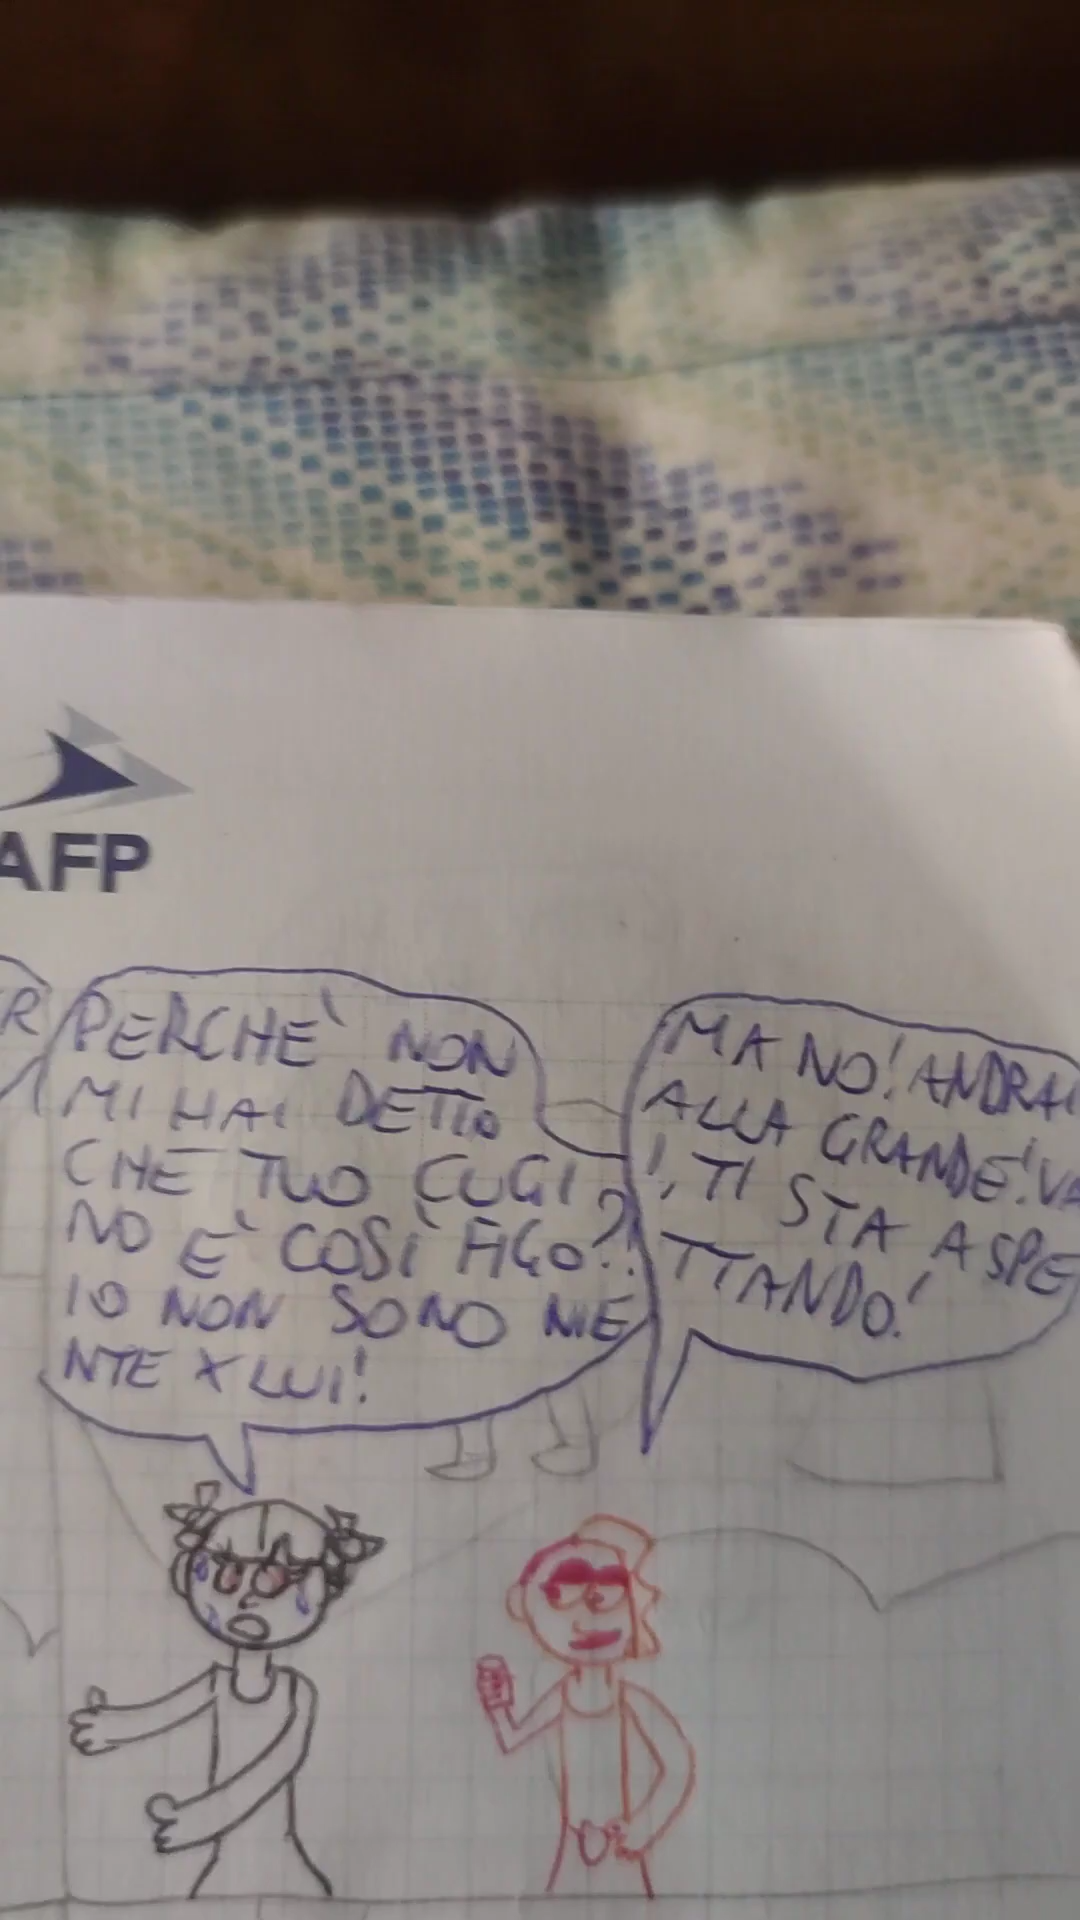 AFP
R
PERCHE' NON
MI HAI DETTO
CHE TUO CUGI
NO E' COSÌ FIGO?!
IO NON SONO NIE
NTE X LUI!
MA NO! ANDRAI
ALLA GRANDE! VA
! TI STA ASPE
TTANDO!